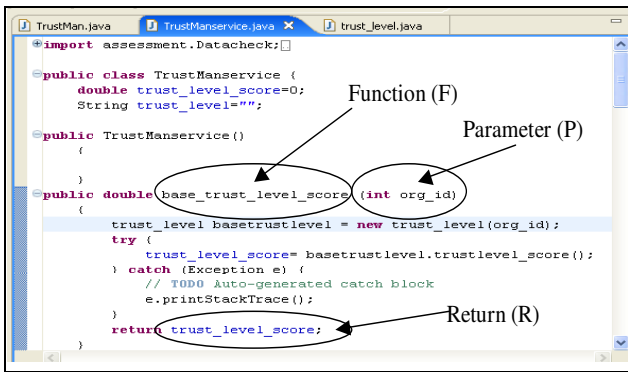 TrustMan.java TrustManservice.java trust_level.java
import assessment.Datacheck;
public class TrustManservice {
double trust_level_score=0;
String trust_level="";
Function (F)
public TrustManservice()
Parameter (P)
{
}
public double base_trust_level_score (int org_id)
{
trust_level basetrustlevel = new trust_level(org_id);
try {
trust_level_score= basetrustlevel.trustlevel_score();
} catch (Exception e) {
// TODO Auto-generated catch block
e.printStackTrace();
}
Return (R)
return trust_level_score;
}